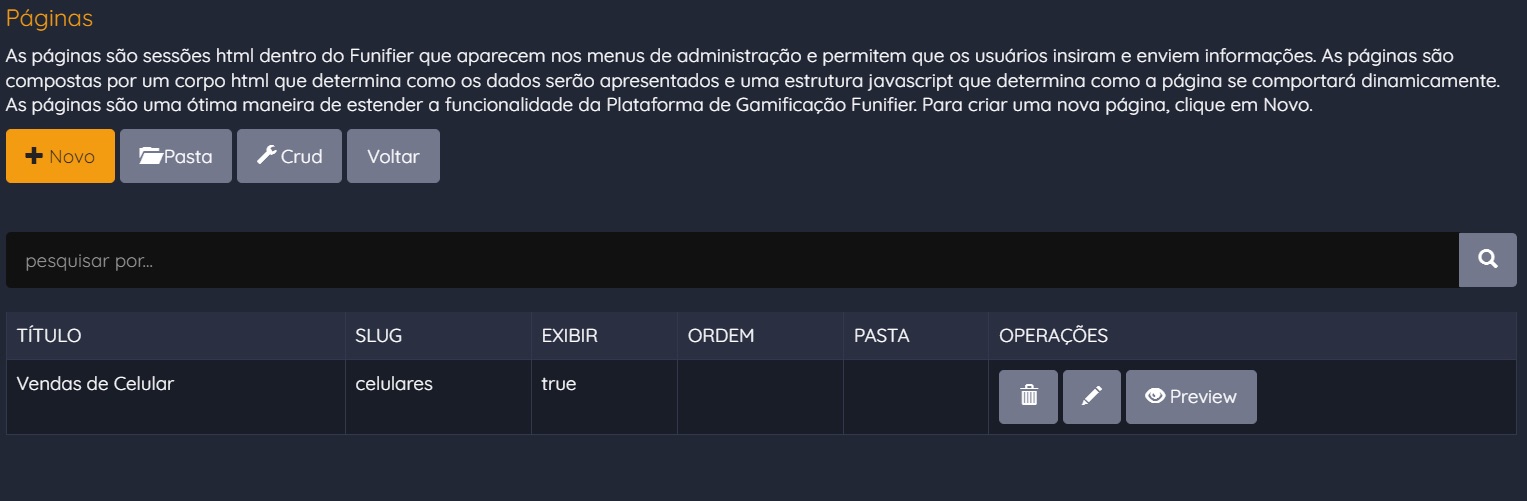 Páginas
As páginas são sessões html dentro do Funifier que aparecem nos menus de administração e permitem que os usuários insiram e enviem informações. As páginas são
compostas por um corpo html que determina como os dados serão apresentados e uma estrutura javascript que determina como a página se comportará dinamicamente.
As páginas são uma ótima maneira de estender a funcionalidade da Plataforma de Gamificação Funifier. Para criar uma nova página, clique em Novo.
Novo Pasta Crud Voltar
pesquisar por...
TÍTULO SLUG EXIBIR ORDEM PASTA OPERAÇÕES
Vendas de Celular celulares true Preview